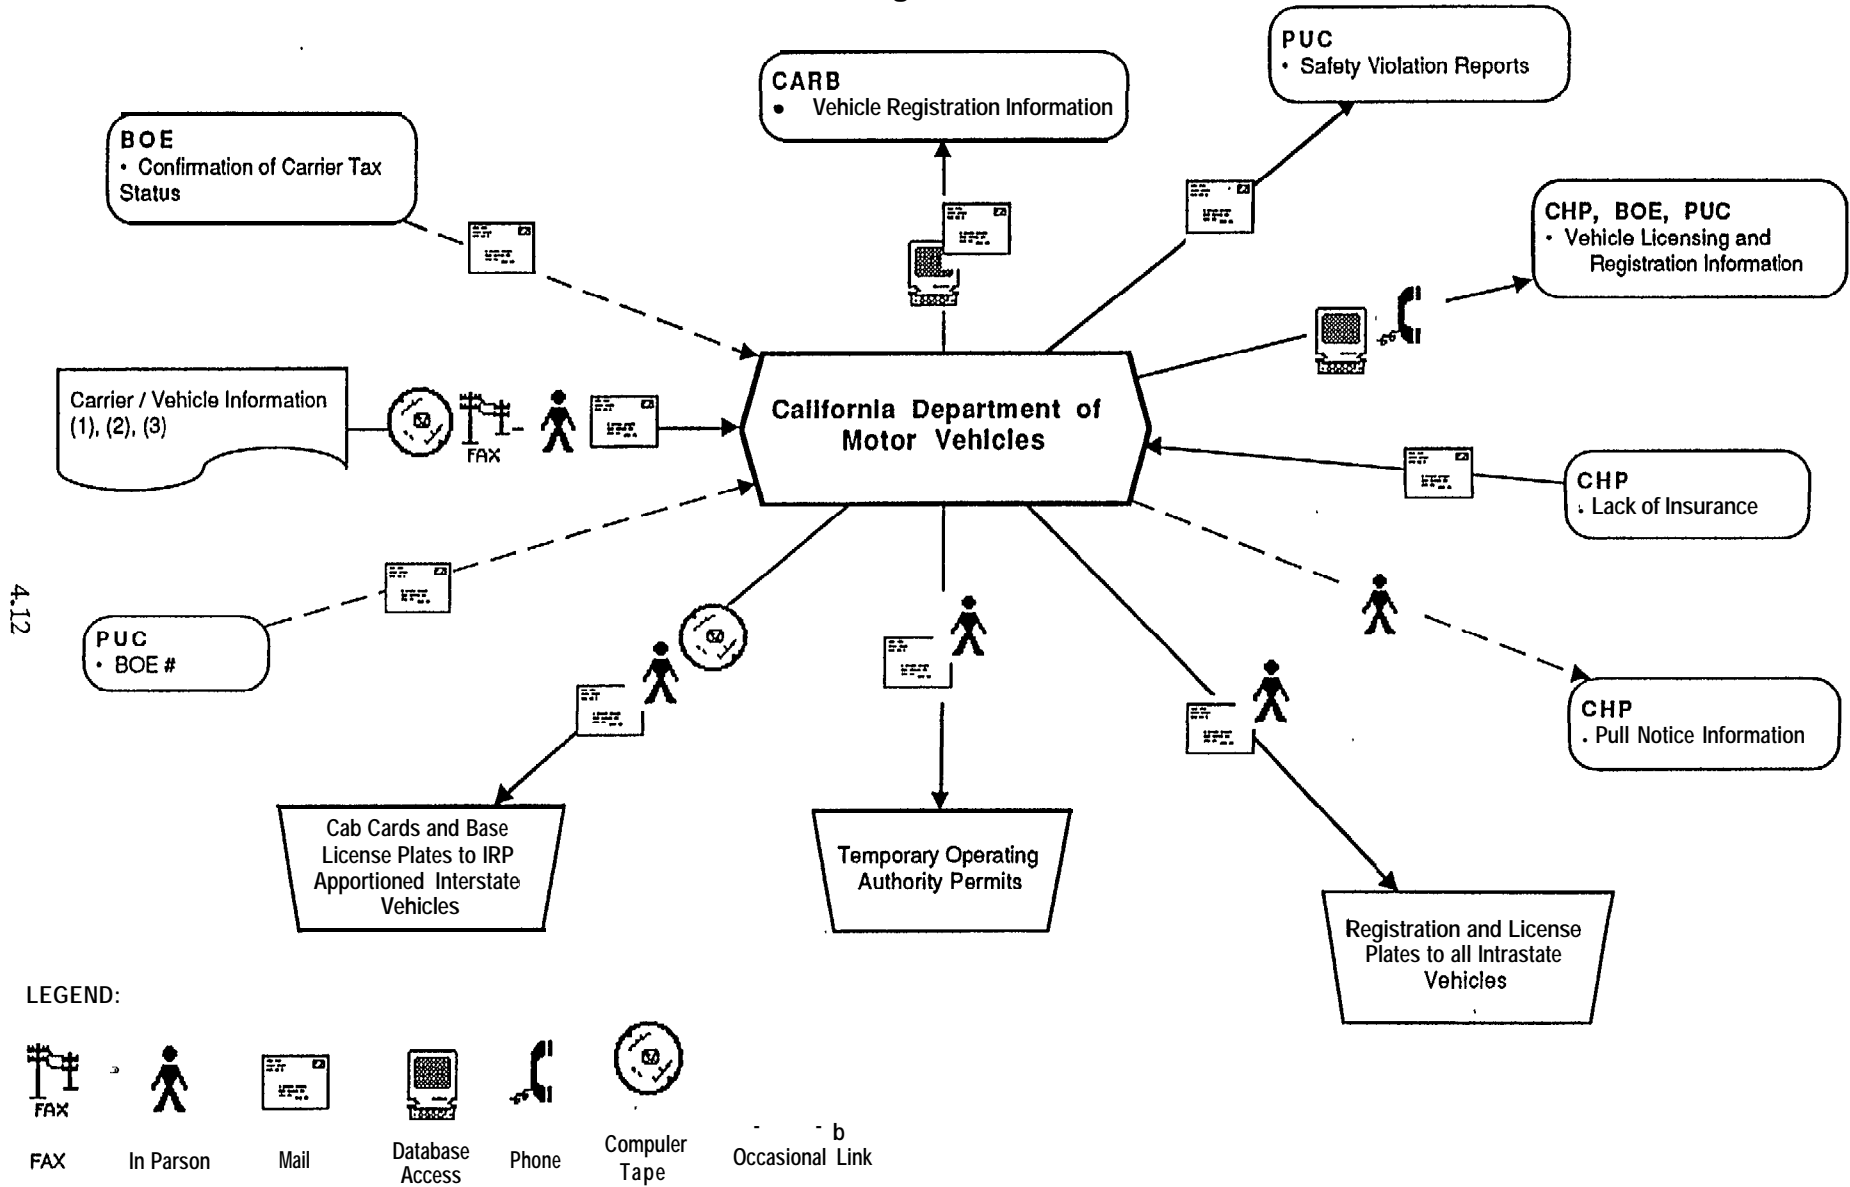 PUC
• Safety Violation Reports
CARB
• Vehicle Registration Information
BOE
• Confirmation of Carrier Tax
Status
CHP, BOE, PUC
• Vehicle Licensing and
Registration Information
Carrier / Vehicle Information
(1), (2), (3)
FAX
California Department of
Motor Vehicles
CHP
. Lack of Insurance
4.12
PUC
• BOE #
CHP
. Pull Notice Information
Cab Cards and Base
License Plates to IRP
Apportioned Interstate
Vehicles
Temporary Operating
Authority Permits
Registration and License
Plates to all Intrastate
Vehicles
LEGEND:
FAX
FAX
In Parson
Mail
Database
Access
Phone
Compuler
Tape
- - b
Occasional Link